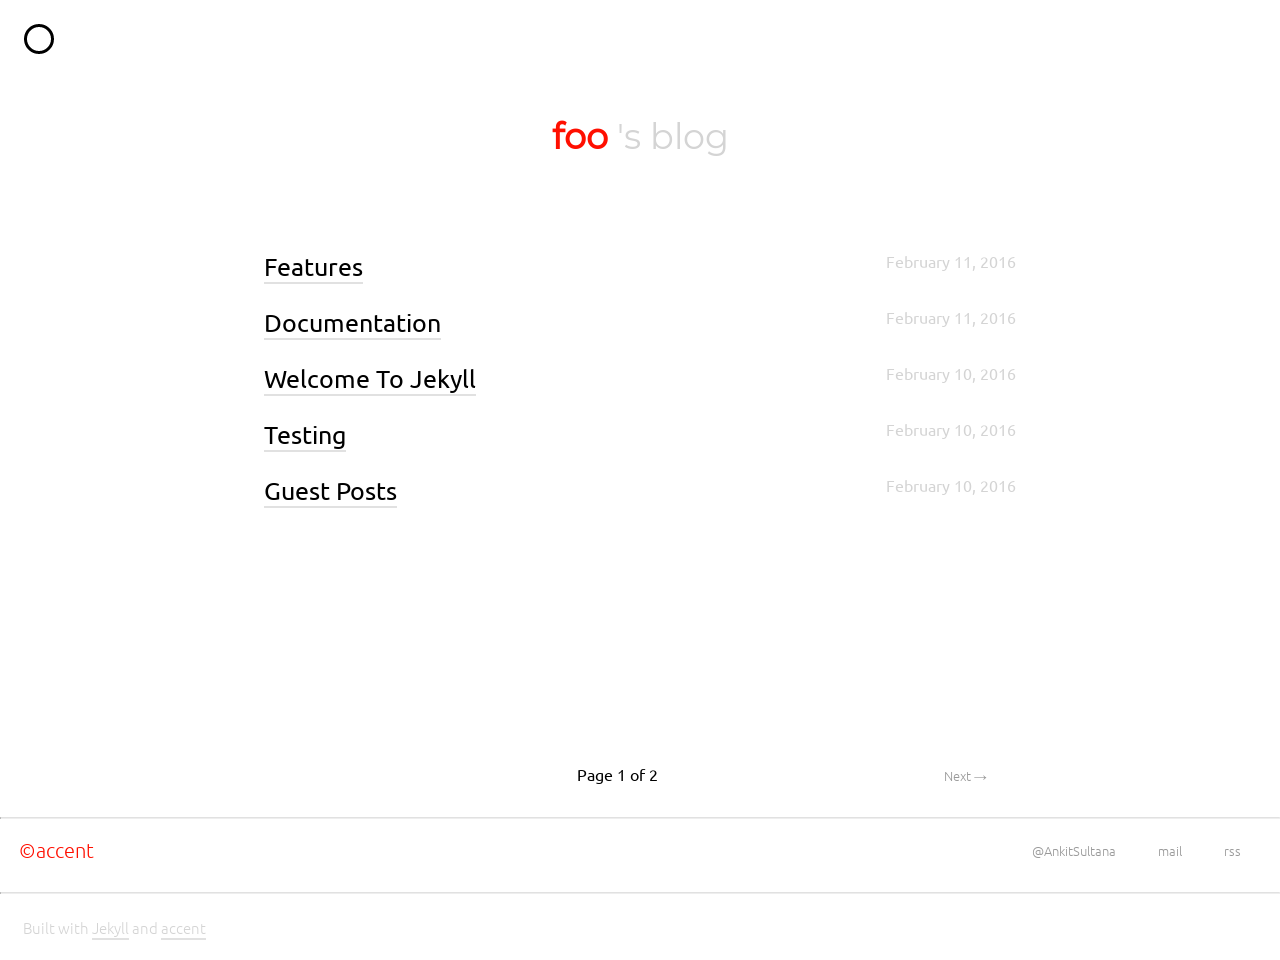 foo 's blog
Features February 11, 2016
Documentation February 11, 2016
Welcome To Jekyll February 10, 2016
Testing February 10, 2016
Guest Posts February 10, 2016
Page 1 of 2 Next →
©accent @AnkitSultana mail rss
Built with Jekyll and accent